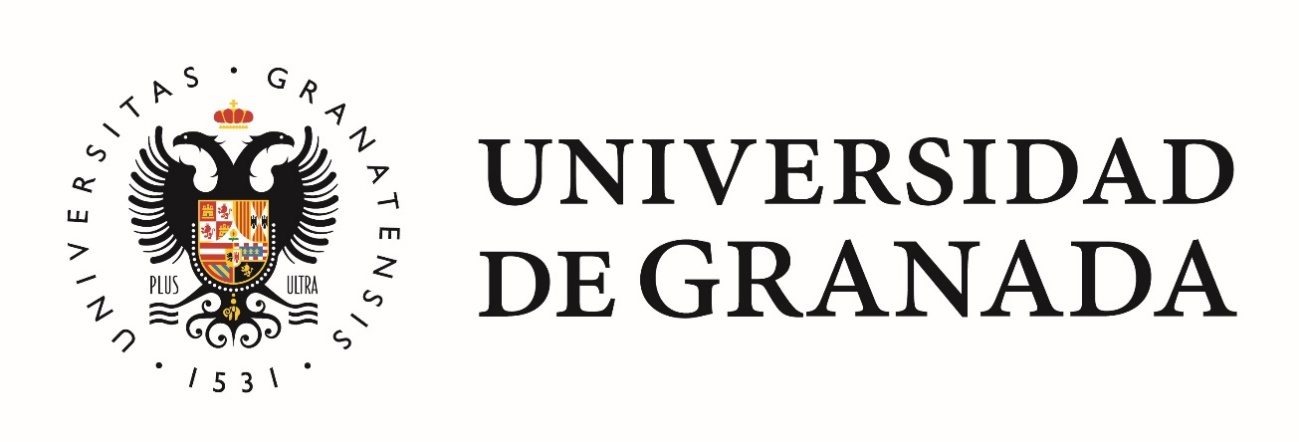 UNIVERSITAS · GRANATENSIS
· 1531 ·
PLUS ULTRA
UNIVERSIDAD
DE GRANADA